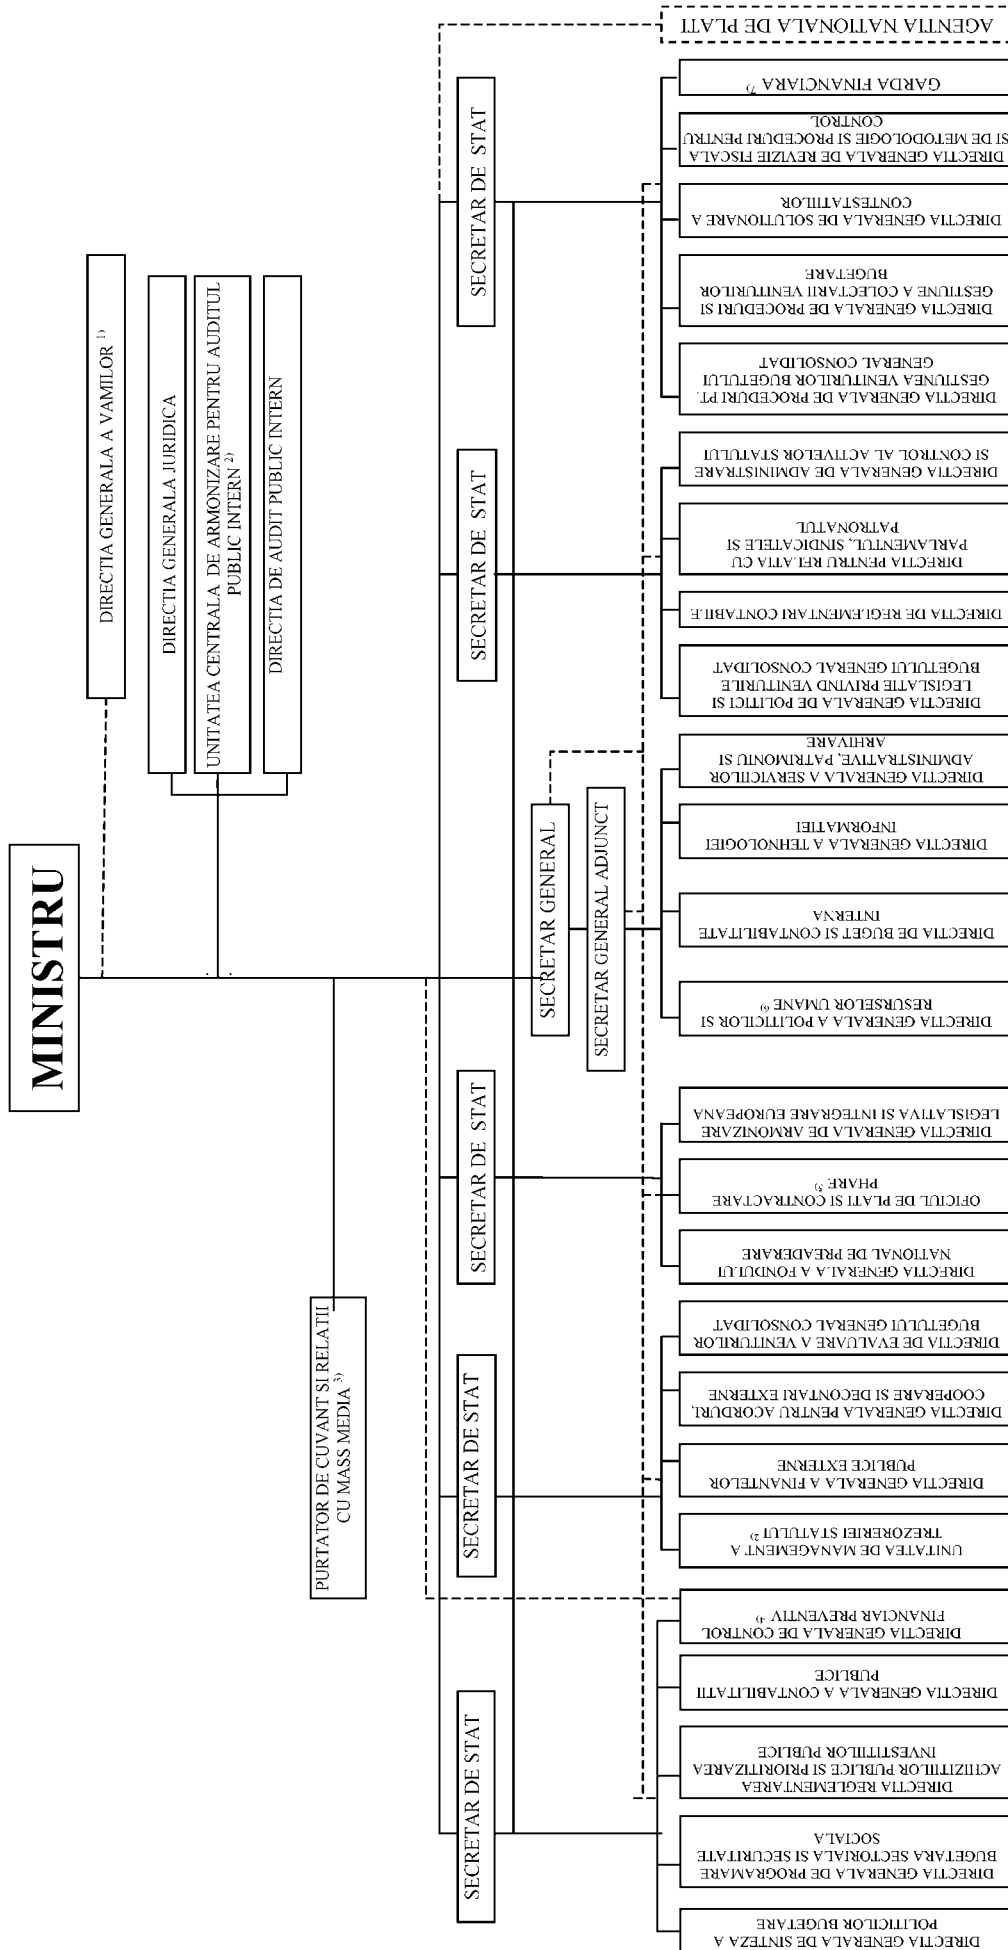 MINISTRU
DIRECTIA GENERALA A VAMILOR 1)
DIRECTIA GENERALA JURIDICA
UNITATEA CENTRALA DE ARMONIZARE PENTRU AUDITUL
PUBLIC INTERN 2)
DIRECTIA DE AUDIT PUBLIC INTERN
PURTATOR DE CUVANT SI RELATII
CU MASS MEDIA 3)
SECRETAR DE STAT
SECRETAR DE STAT
SECRETAR DE STAT
SECRETAR DE STAT
SECRETAR DE STAT
SECRETAR GENERAL
SECRETAR GENERAL ADJUNCT
DIRECTIA GENERALA DE SINTEZA A
POLITICILOR BUGETARE
DIRECTIA GENERALA DE PROGRAMARE
BUGETARA SECTORIALA SI SECURITATE
SOCIALA
DIRECTIA REGLEMENTAREA
ACHIZITIILOR PUBLICE SI PRIORITIZAREA
INVESTITIILOR PUBLICE
DIRECTIA GENERALA A CONTABILITATII
PUBLICE
DIRECTIA GENERALA DE CONTROL
FINANCIAR PREVENTIV 4)
UNITATEA DE MANAGEMENT A
TREZORERIEI STATULUI 2)
DIRECTIA GENERALA A FINANTELOR
PUBLICE EXTERNE
DIRECTIA GENERALA PENTRU ACORDURI,
COOPERARE SI DECONTARI EXTERNE
DIRECTIA DE EVALUARE A VENITURILOR
BUGETULUI GENERAL CONSOLIDAT
DIRECTIA GENERALA A FONDULUI
NATIONAL DE PREADERARE
OFICIUL DE PLATI SI CONTRACTARE
PHARE 5)
DIRECTIA GENERALA DE ARMONIZARE
LEGISLATIVA SI INTEGRARE EUROPEANA
DIRECTIA GENERALA A POLITICILOR SI
RESURSELOR UMANE 6)
DIRECTIA DE BUGET SI CONTABILITATE
INTERNA
DIRECTIA GENERALA A TEHNOLOGIEI
INFORMATIEI
DIRECTIA GENERALA A SERVICIILOR
ADMINISTRATIVE, PATRIMONIU SI
ARHIVARE
DIRECTIA GENERALA DE POLITICI SI
LEGISLATIE PRIVIND VENITURILE
BUGETULUI GENERAL CONSOLIDAT
DIRECTIA DE REGLEMENTARI CONTABILE
DIRECTIA PENTRU RELATIA CU
PARLAMENTUL, SINDICATELE SI
PATRONATUL
DIRECTIA GENERALA DE ADMINISTRARE
SI CONTROL AL ACTIVELOR STATULUI
DIRECTIA GENERALA DE PROCEDURI PT.
GESTIUNEA VENITURILOR BUGETULUI
GENERAL CONSOLIDAT
DIRECTIA GENERALA DE PROCEDURI SI
GESTIUNE A COLECTARII VENITURILOR
BUGETARE
DIRECTIA GENERALA DE SOLUTIONARE A
CONTESTATIILOR
DIRECTIA GENERALA DE REVIZIE FISCALA
SI DE METODOLOGIE SI PROCEDURI PENTRU
CONTROL
GARDA FINANCIARA 7)
AGENTIA NATIONALA DE PLATI